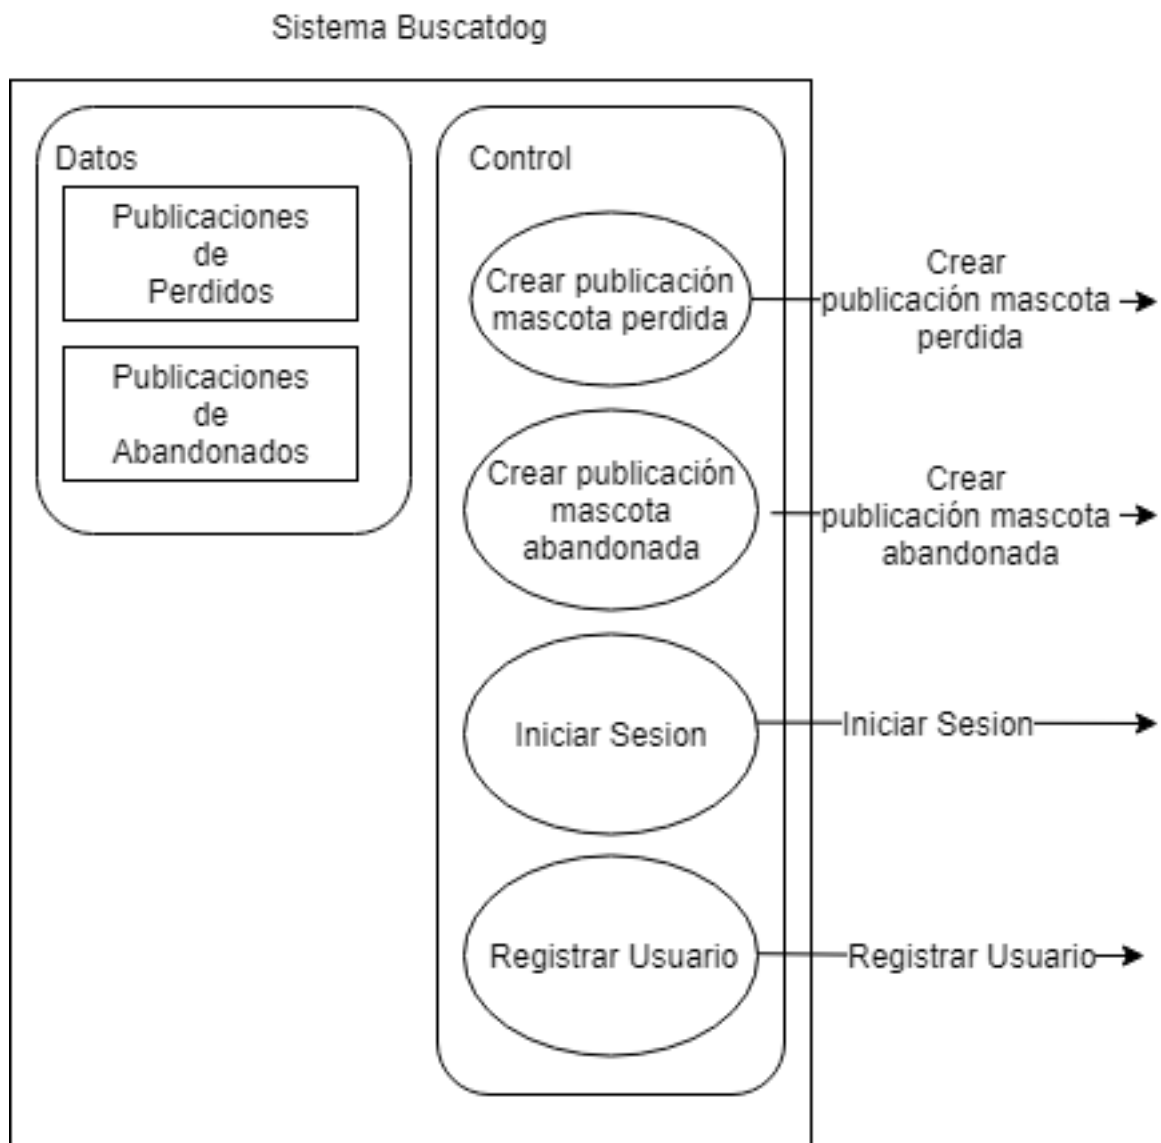 Sistema Buscatdog
Datos
Publicaciones
de
Perdidos
Publicaciones
de
Abandonados
Control
Crear publicación
mascota perdida
Crear publicación
mascota
abandonada
Iniciar Sesion
Registrar Usuario
Crear
publicación mascota
perdida
Crear
publicación mascota
abandonada
Iniciar Sesion
Registrar Usuario